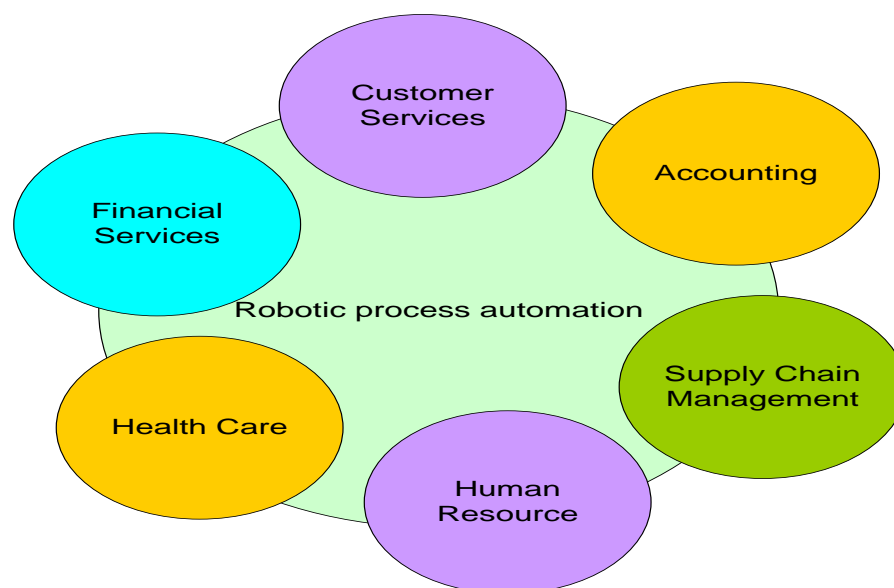 Customer
Services
Accounting
Financial
Services
Robotic process automation
Supply Chain
Management
Health Care
Human
Resource